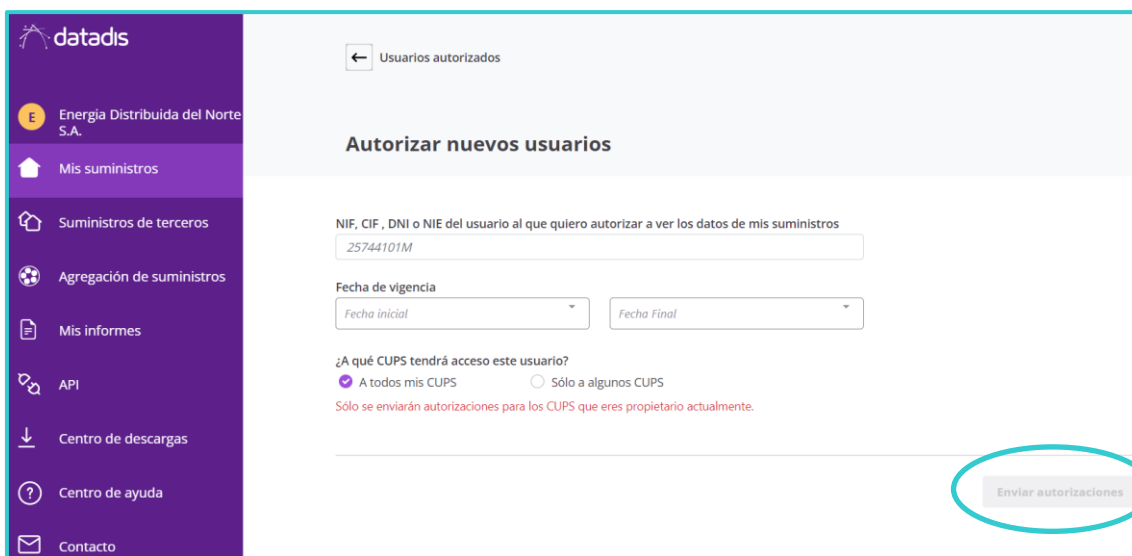 datadis
Energia Distribuida del Norte
S.A.
Mis suministros
Suministros de terceros
Agregación de suministros
Mis informes
API
Centro de descargas
Centro de ayuda
Contacto
Usuarios autorizados
Autorizar nuevos usuarios
NIF, CIF , DNI o NIE del usuario al que quiero autorizar a ver los datos de mis suministros
25744101M
Fecha de vigencia
Fecha inicial Fecha Final
¿A qué CUPS tendrá acceso este usuario?
A todos mis CUPS Sólo a algunos CUPS
Sólo se enviarán autorizaciones para los CUPS que eres propietario actualmente.
Enviar autorizaciones